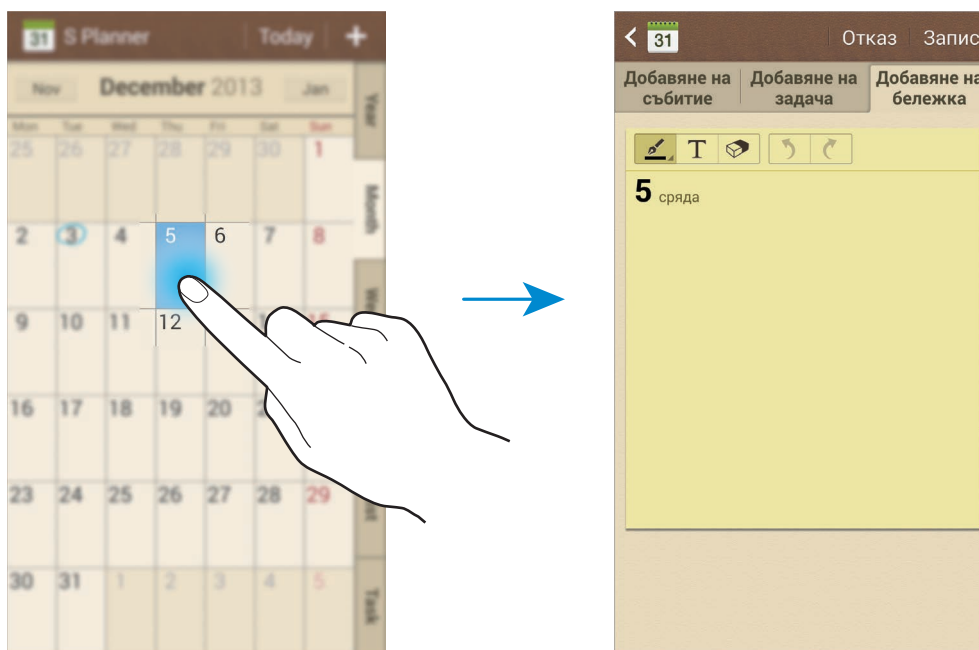 31 S Planner Today +
Nov December 2013 Jan
Mon Tue Wed Thu Fri Sat Sun
25 26 27 28 29 30 1
2 3 4 5 6 7 8
9 10 11 12
16 17 18 19 20
23 24 25 26 27 28 29
30 31 1 2 3 4 5
Year
Month
Task
31 Отказ Запис
Добавяне на събитие
Добавяне на задача
Добавяне на бележка
T
5 сряда